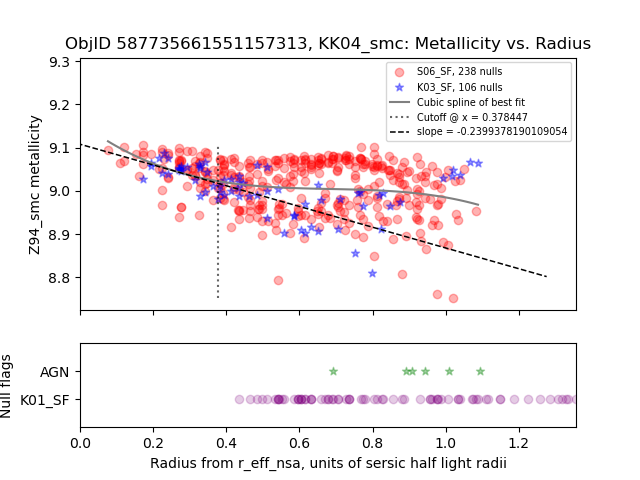 ObjID 587735661551157313, KK04_smc: Metallicity vs. Radius
9.3
9.2
9.1
9.0
8.9
8.8
Z94_smc metallicity
S06_SF, 238 nulls
K03_SF, 106 nulls
Cubic spline of best fit
Cutoff @ x = 0.378447
slope = -0.2399378190109054
Null flags
AGN
K01_SF
0.0 0.2 0.4 0.6 0.8 1.0 1.2
Radius from r_eff_nsa, units of sersic half light radii